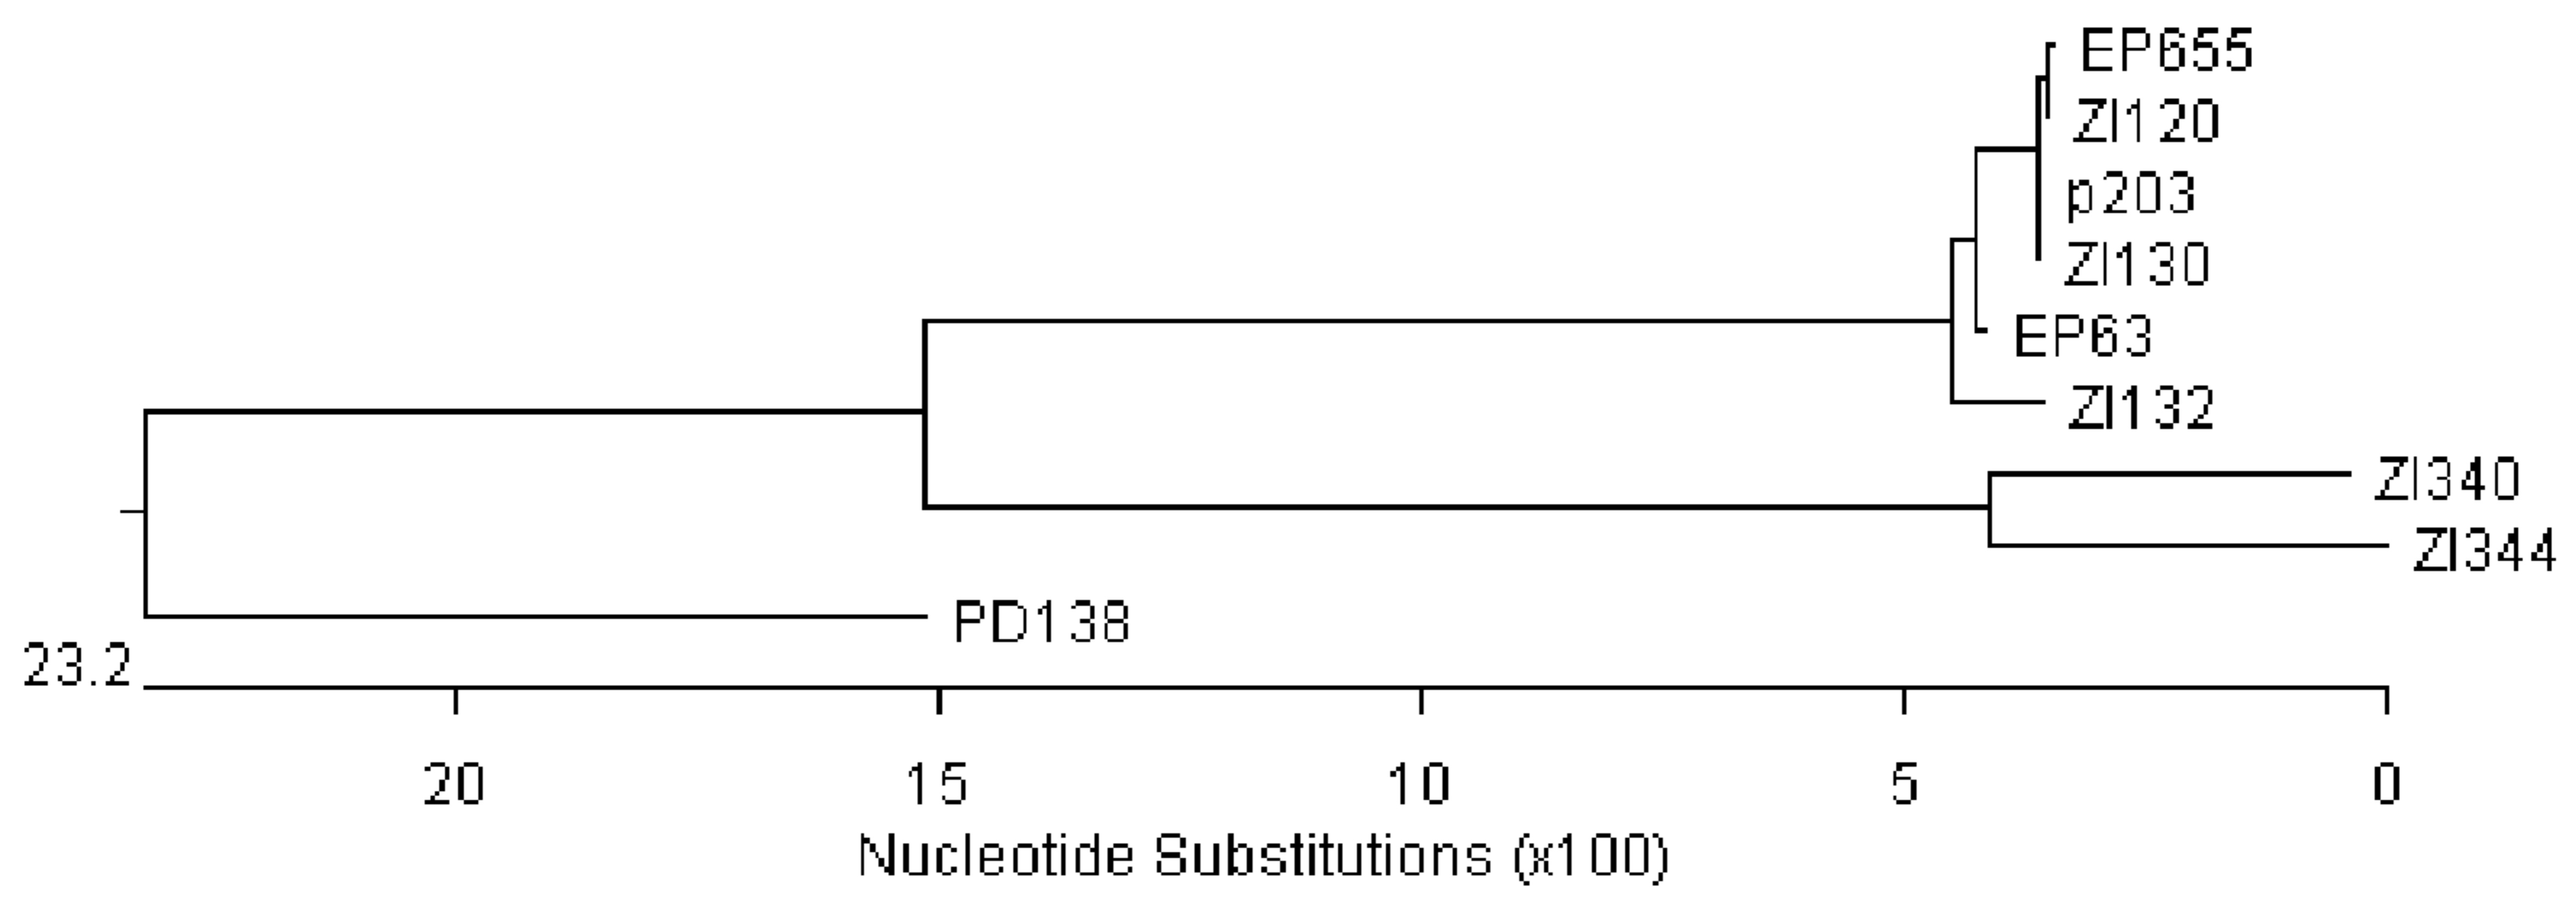 EP655
ZI120
p203
ZI130
EP63
ZI132
ZI340
ZI344
PD138
23.2
20 15 10 5 0
Nucleotide Substitutions (x100)